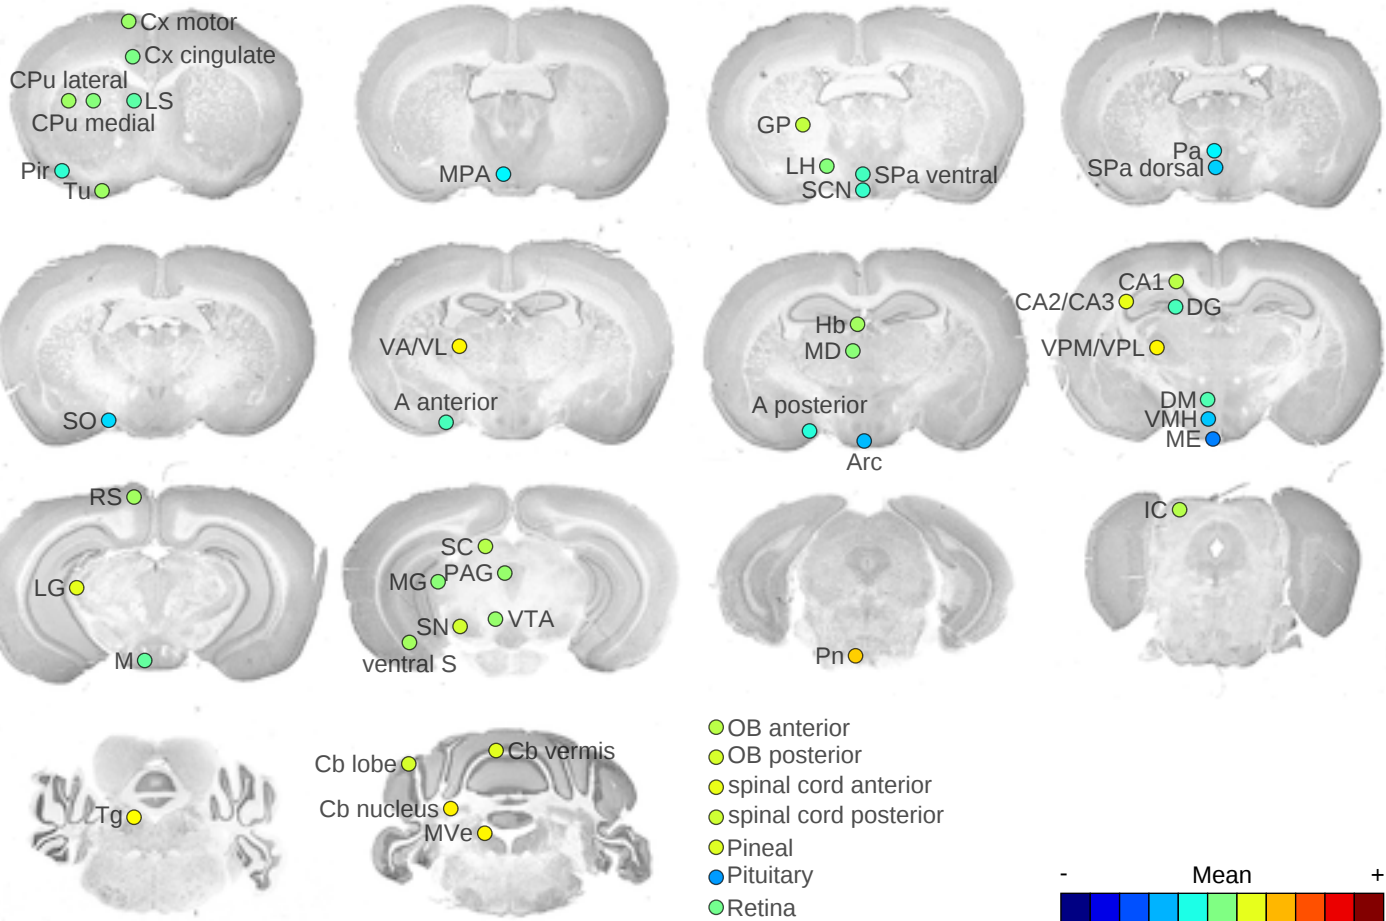 Cx motor
Cx cingulate
CPu lateral
LS
CPu medial
Pir
Tu
MPA
GP
LH
SPa ventral
SCN
Pa
SPa dorsal
SO
VA/VL
A anterior
Hb
MD
A posterior
Arc
CA1
CA2/CA3
DG
VPM/VPL
DM
VMH
ME
RS
LG
M
SC
PAG
MG
VTA
SN
ventral S
Pn
IC
Tg
Cb vermis
Cb lobe
Cb nucleus
MVe
OB anterior
OB posterior
spinal cord anterior
spinal cord posterior
Pineal
Pituitary
Retina
- Mean +